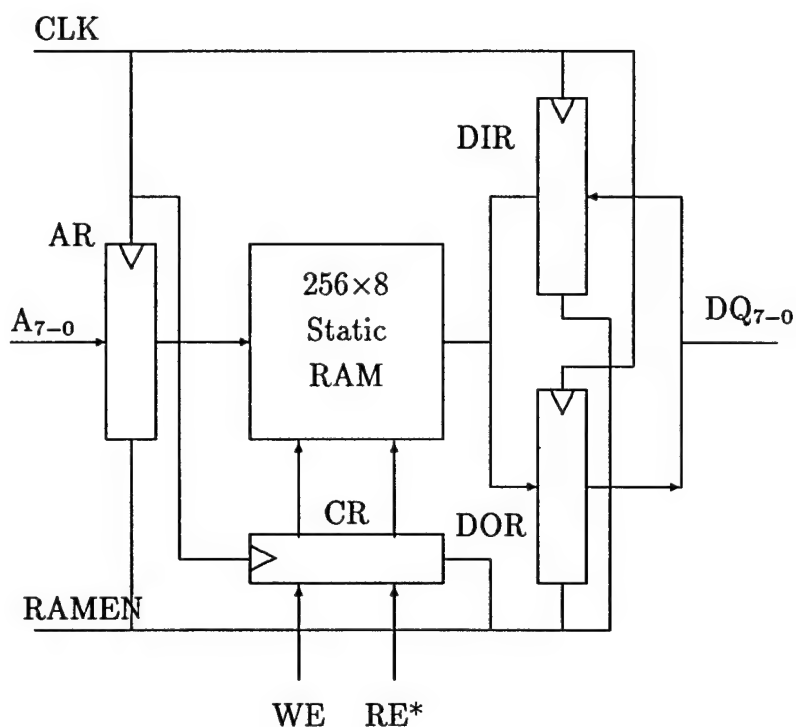 CLK
DIR
AR
256×8
Static
RAM
A₇₋₀
DQ₇₋₀
CR
DOR
RAMEN
WE RE*